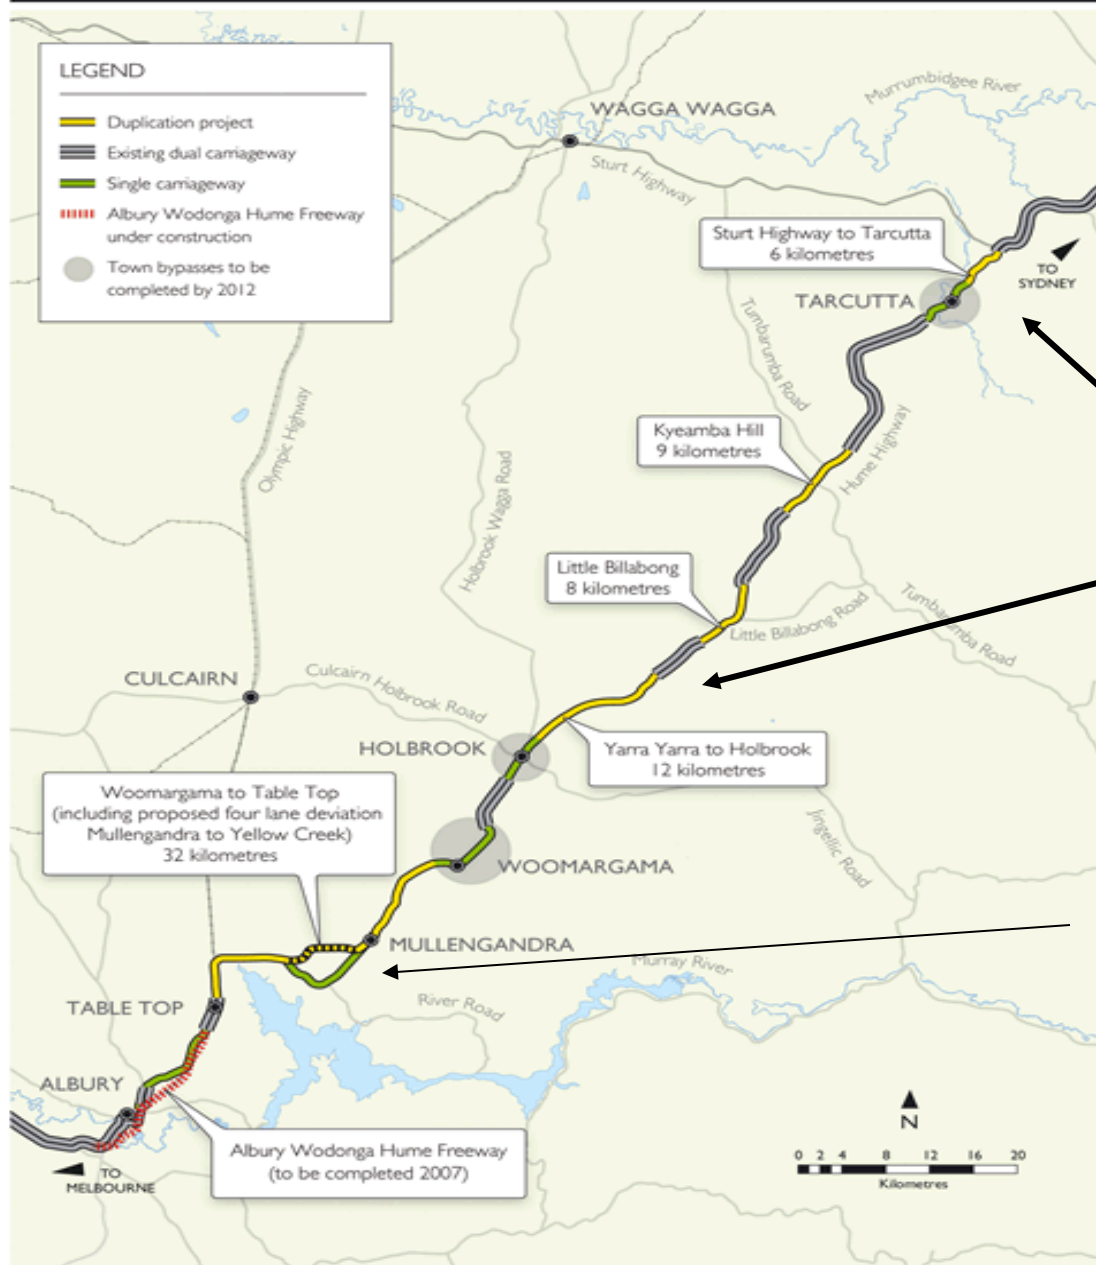 LEGEND
Duplication project
Existing dual carriageway
Single carriageway
Albury Wodonga Hume Freeway
under construction
Town bypasses to be
completed by 2012
WAGGA WAGGA
Murrumbidgee River
Sturt Highway
Sturt Highway to Tarcutta
6 kilometres
TO
SYDNEY
TARCUTTA
Tumbarumba Road
Olympic Highway
Kyeamba Hill
9 kilometres
Hume Highway
Holbrook Wagga Road
Little Billabong
8 kilometres
Little Billabong Road
Tumbarumba Road
CULCAIRN
Culcairn Holbrook Road
HOLBROOK
Yarra Yarra to Holbrook
12 kilometres
Woomargama to Table Top
(including proposed four lane deviation
Mullengandra to Yellow Creek)
32 kilometres
Jingellic Road
WOOMARGAMA
MULLENGANDRA
Murray River
River Road
TABLE TOP
ALBURY
Albury Wodonga Hume Freeway
(to be completed 2007)
TO
MELBOURNE
N
0 2 4 8 12 16 20
Kilometres